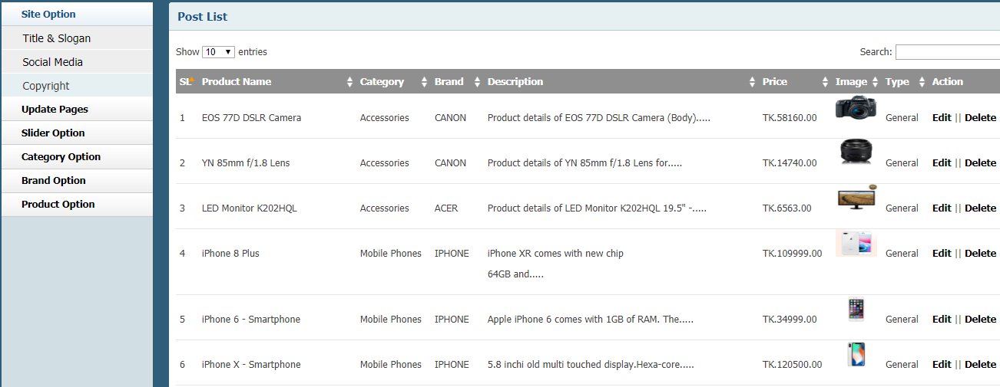 Site Option
Title & Slogan
Social Media
Copyright
Update Pages
Slider Option
Category Option
Brand Option
Product Option
Post List
Show 10 entries
Search:
SL Product Name Category Brand Description Price Image Type Action
1 EOS 77D DSLR Camera Accessories CANON Product details of EOS 77D DSLR Camera (Body)..... TK.58160.00 General Edit || Delete
2 YN 85mm f/1.8 Lens Accessories CANON Product details of YN 85mm f/1.8 Lens for..... TK.14740.00 General Edit || Delete
3 LED Monitor K202HQL Accessories ACER Product details of LED Monitor K202HQL 19.5" -..... TK.6563.00 General Edit || Delete
4 iPhone 8 Plus Mobile Phones IPHONE iPhone XR comes with new chip TK.109999.00 General Edit || Delete
64GB and.....
5 iPhone 6 - Smartphone Mobile Phones IPHONE Apple iPhone 6 comes with 1GB of RAM. The..... TK.34999.00 General Edit || Delete
6 iPhone X - Smartphone Mobile Phones IPHONE 5.8 inchi old multi touched display.Hexa-core..... TK.120500.00 General Edit || Delete